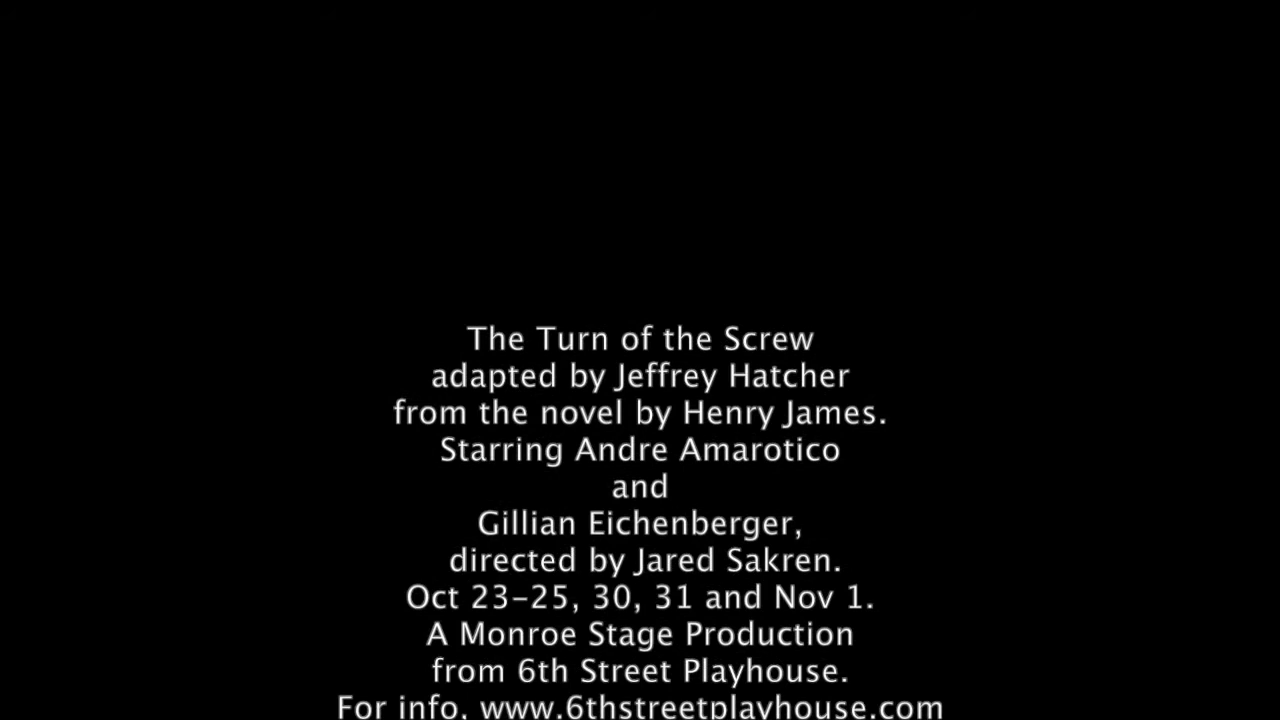 The Turn of the Screw
adapted by Jeffrey Hatcher
from the novel by Henry James.
Starring Andre Amarotico
and
Gillian Eichenberger,
directed by Jared Sakren.
Oct 23-25, 30, 31 and Nov 1.
A Monroe Stage Production
from 6th Street Playhouse.
For info, www.6thstreetplayhouse.com